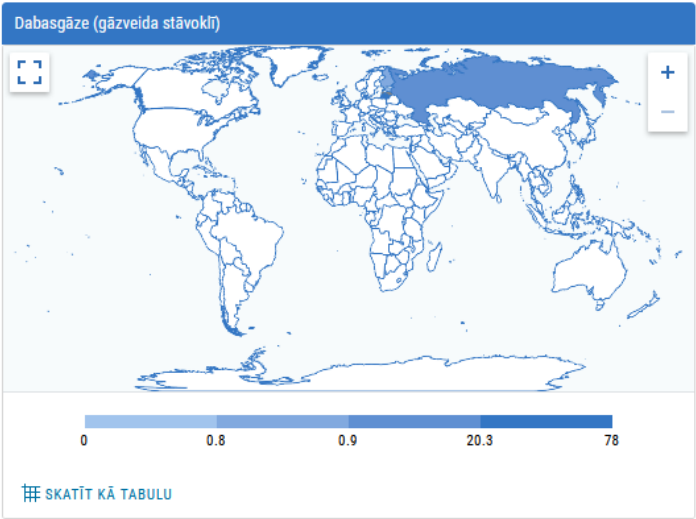 Dabasgāze (gāzveida stāvoklī)
+
−
0 0.8 0.9 20.3 78
SKATĪT KĀ TABULU